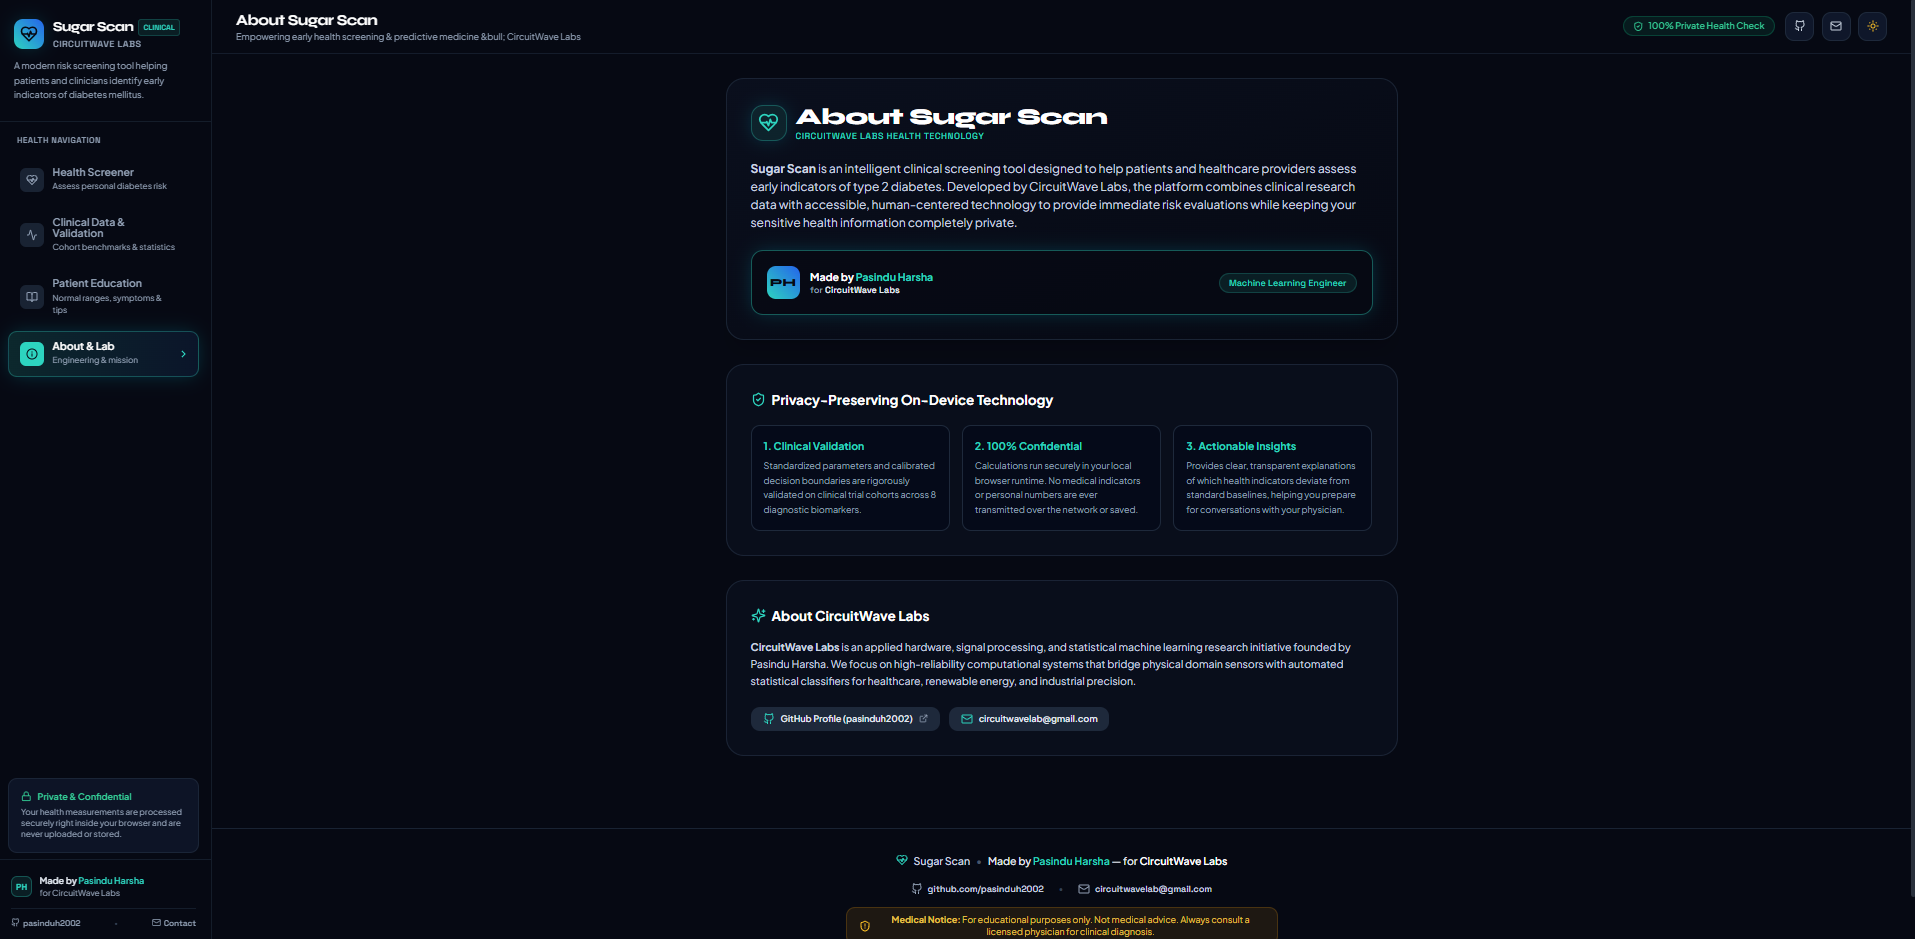 Sugar Scan CLINICAL
CIRCUITWAVE LABS
A modern risk screening tool helping
patients and clinicians identify early
indicators of diabetes mellitus.
HEALTH NAVIGATION
Health Screener
Assess personal diabetes risk
Clinical Data &
Validation
Cohort benchmarks & statistics
Patient Education
Normal ranges, symptoms &
tips
About & Lab
Engineering & mission
Private & Confidential
Your health measurements are processed
securely right inside your browser and are
never uploaded or stored.
PH
Made by Pasindu Harsha
for CircuitWave Labs
pasinduh2002
Contact
About Sugar Scan
Empowering early health screening & predictive medicine &bull; CircuitWave Labs
100% Private Health Check
About Sugar Scan
CIRCUITWAVE LABS HEALTH TECHNOLOGY
Sugar Scan is an intelligent clinical screening tool designed to help patients and healthcare providers assess
early indicators of type 2 diabetes. Developed by CircuitWave Labs, the platform combines clinical research
data with accessible, human-centered technology to provide immediate risk evaluations while keeping your
sensitive health information completely private.
PH
Made by Pasindu Harsha
for CircuitWave Labs
Machine Learning Engineer
Privacy-Preserving On-Device Technology
1. Clinical Validation
Standardized parameters and calibrated
decision boundaries are rigorously
validated on clinical trial cohorts across 8
diagnostic biomarkers.
2. 100% Confidential
Calculations run securely in your local
browser runtime. No medical indicators
or personal numbers are ever
transmitted over the network or saved.
3. Actionable Insights
Provides clear, transparent explanations
of which health indicators deviate from
standard baselines, helping you prepare
for conversations with your physician.
About CircuitWave Labs
CircuitWave Labs is an applied hardware, signal processing, and statistical machine learning research initiative founded by
Pasindu Harsha. We focus on high-reliability computational systems that bridge physical domain sensors with automated
statistical classifiers for healthcare, renewable energy, and industrial precision.
GitHub Profile (pasinduh2002)
circuitwavelab@gmail.com
Sugar Scan • Made by Pasindu Harsha — for CircuitWave Labs
github.com/pasinduh2002 • circuitwavelab@gmail.com
Medical Notice: For educational purposes only. Not medical advice. Always consult a
licensed physician for clinical diagnosis.